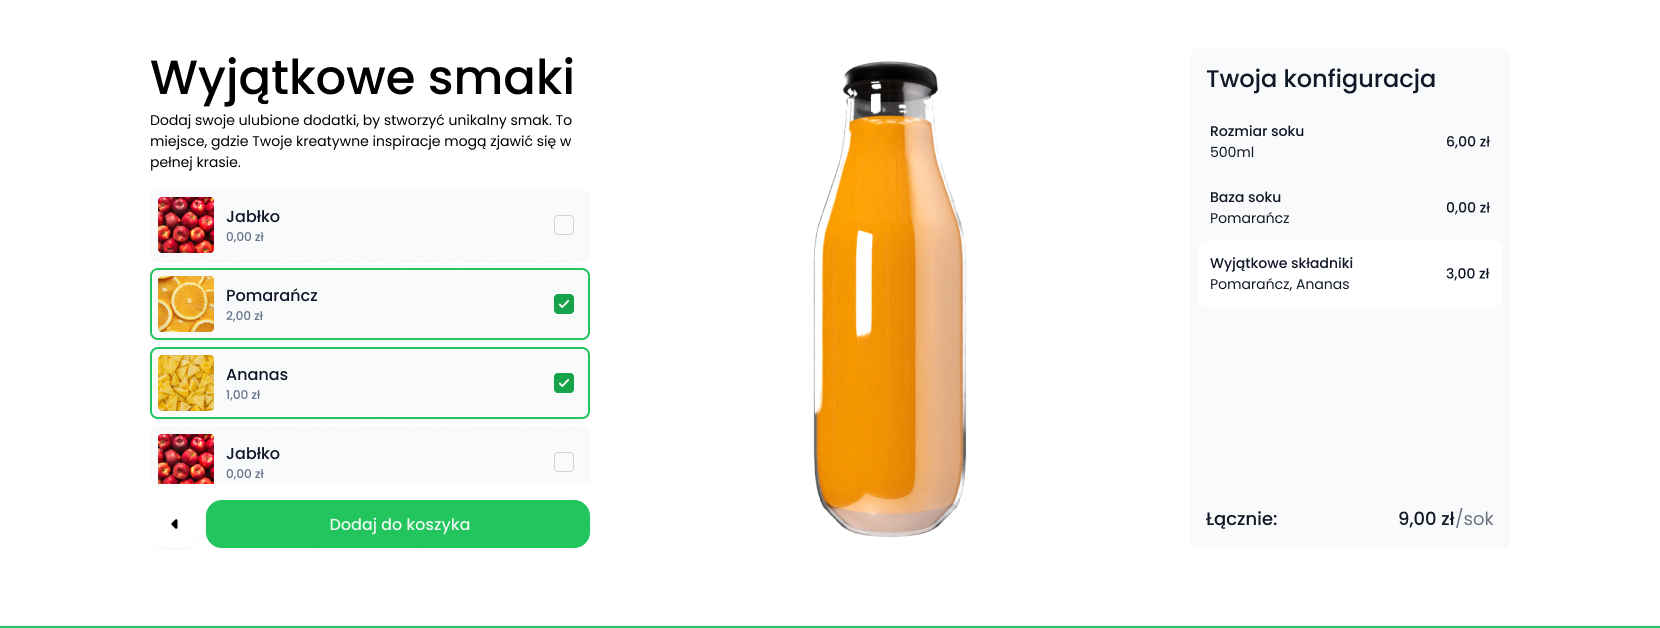 Wyjątkowe smaki
Dodaj swoje ulubione dodatki, by stworzyć unikalny smak. To
miejsce, gdzie Twoje kreatywne inspiracje mogą zjawić się w
pełnej krasie.
Jabłko
0,00 zł
Pomarańcz
2,00 zł
Ananas
1,00 zł
Jabłko
0,00 zł
Dodaj do koszyka
Twoja konfiguracja
Rozmiar soku
500ml
6,00 zł
Baza soku
Pomarańcz
0,00 zł
Wyjątkowe składniki
Pomarańcz, Ananas
3,00 zł
Łącznie:
9,00 zł/sok